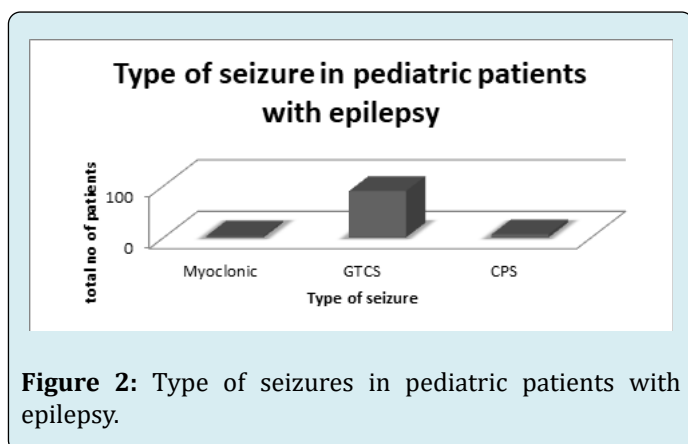 Type of seizure in pediatric patients
with epilepsy
total no of patients
100
0
Myoclonic GTCS CPS
Type of seizure
Figure 2: Type of seizures in pediatric patients with
epilepsy.